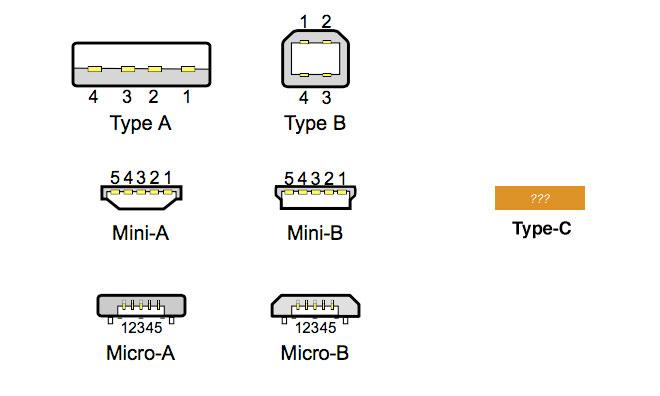 1 2
4 3 2 1
4 3
Type A
Type B
5 4 3 2 1
5 4 3 2 1
???
Mini-A
Mini-B
Type-C
12345
12345
Micro-A
Micro-B